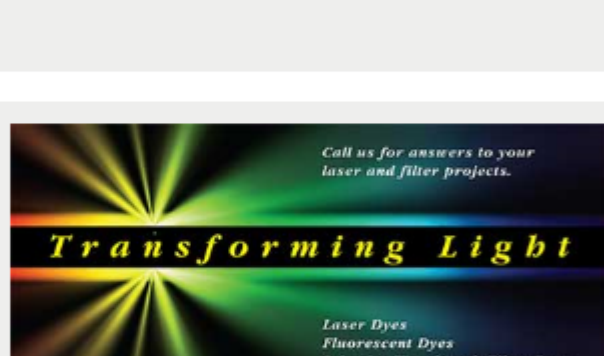 Call us for answers to your
laser and filter projects.
Transforming Light
Laser Dyes
Fluorescent Dyes